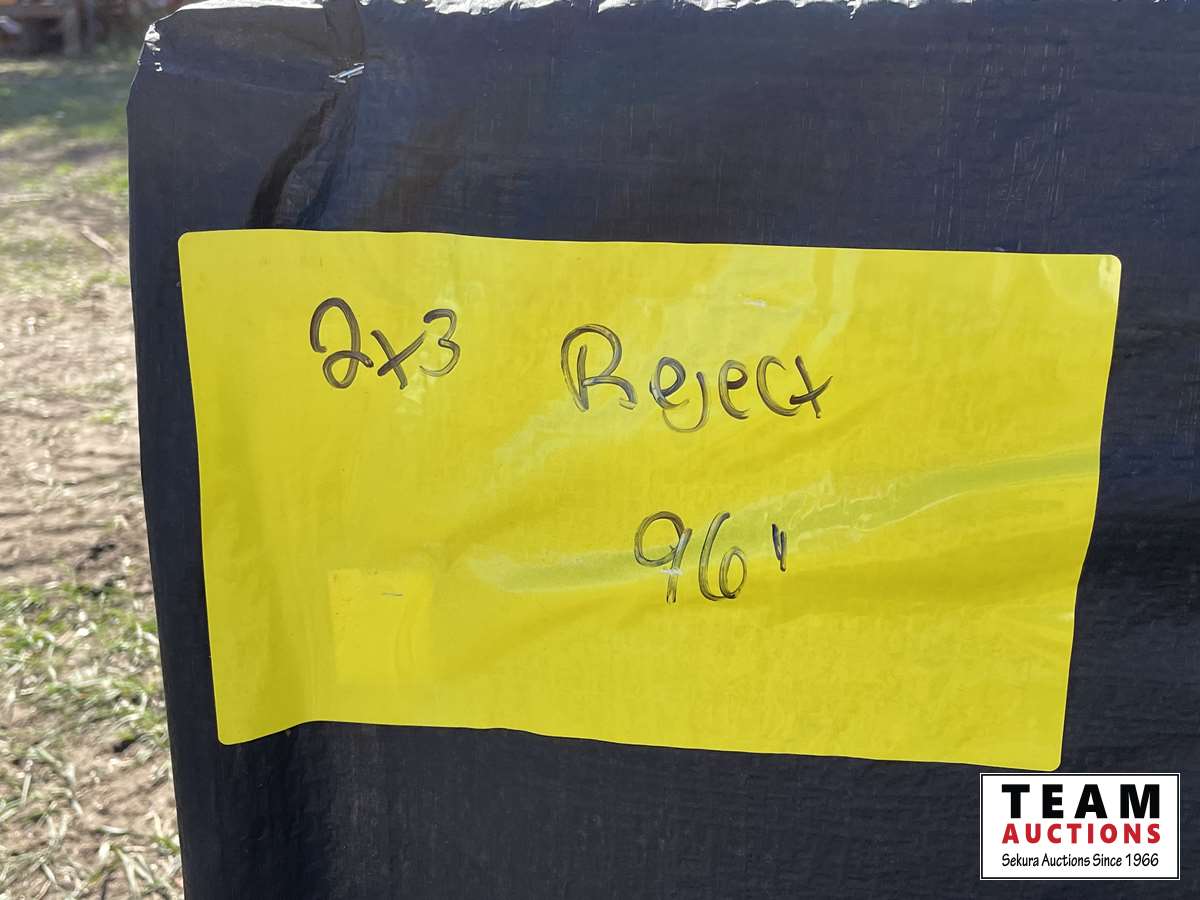 2x3 Reject
96"
TEAM
AUCTIONS
Sekura Auctions Since 1966